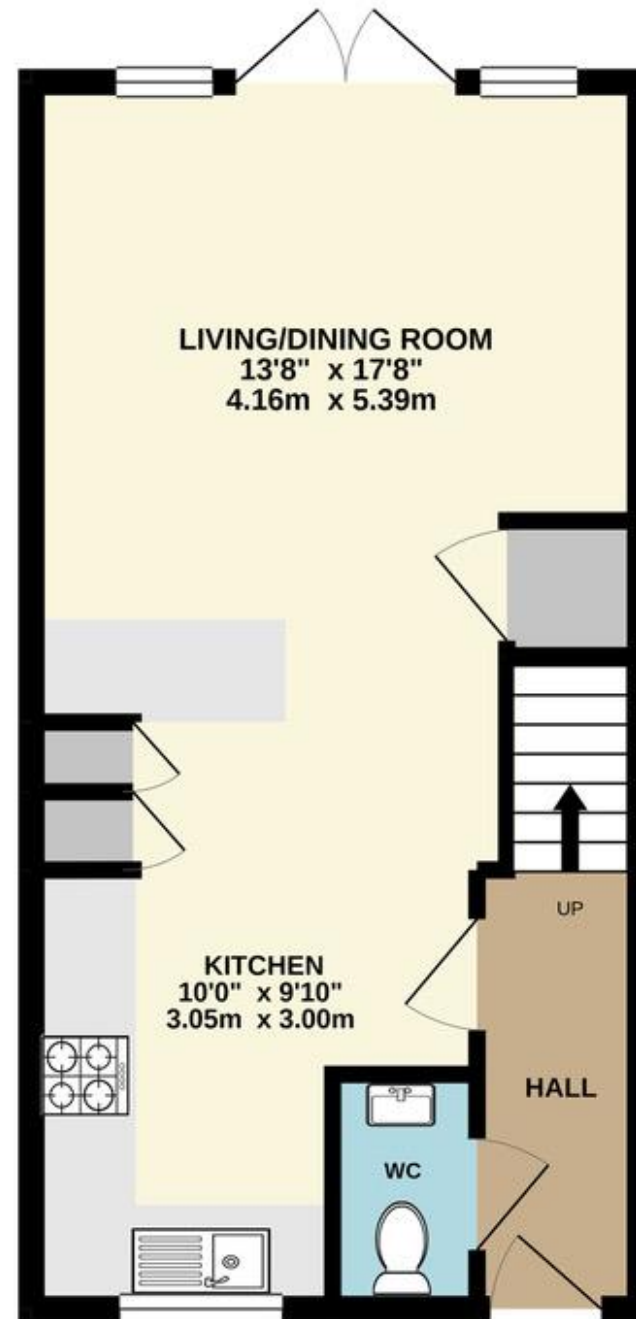 LIVING/DINING ROOM
13'8" x 17'8"
4.16m x 5.39m
UP
KITCHEN
10'0" x 9'10"
3.05m x 3.00m
HALL
WC